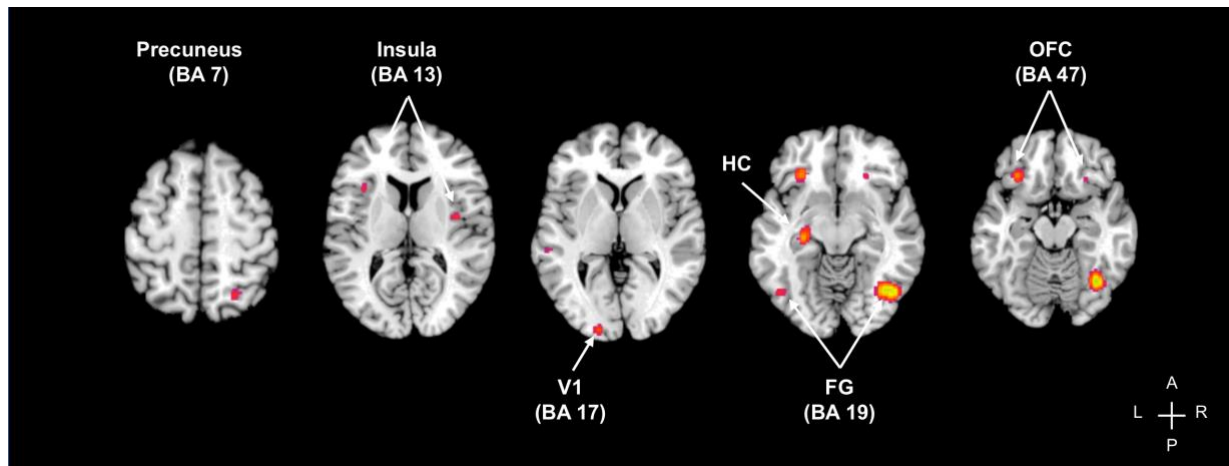 Precuneus
(BA 7)
Insula
(BA 13)
OFC
(BA 47)
HC
V1
(BA 17)
FG
(BA 19)
A
L R
P